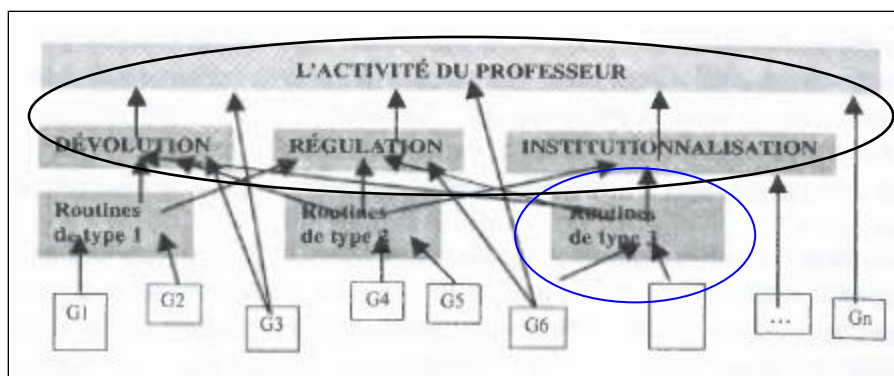 L'ACTIVITÉ DU PROFESSEUR
DÉVOLUTION RÉGULATION INSTITUTIONNALISATION
Routines Routines Routines
de type 1 de type 2 de type 3
G1 G2 G3 G4 G5 G6 ... Gn